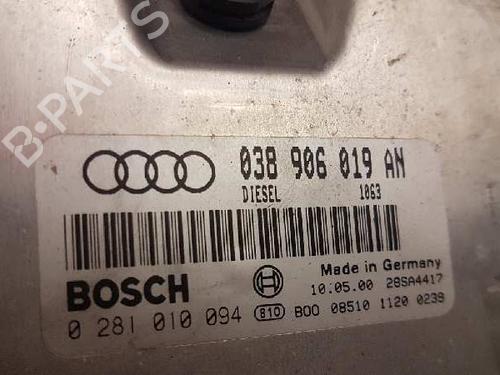 B-PARTS
038 906 019 AN
DIESEL 1063
BOSCH
Made in Germany
10.05.00 28SA4417
0 281 010 094 810 B00 08510 1120 0239